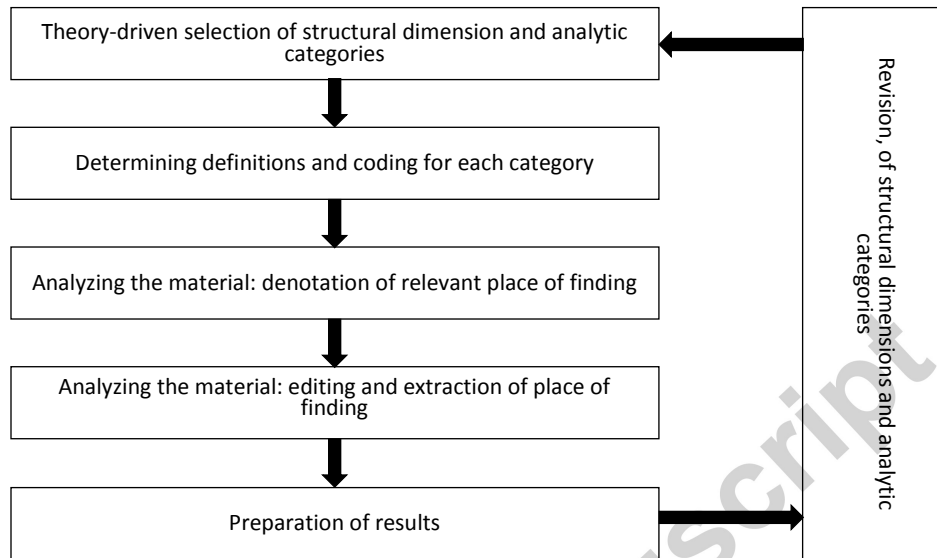 Theory-driven selection of structural dimension and analytic
categories
Determining definitions and coding for each category
Analyzing the material: denotation of relevant place of finding
Analyzing the material: editing and extraction of place of
finding
Preparation of results
Revision, of structural dimensions and analytic
categories
script